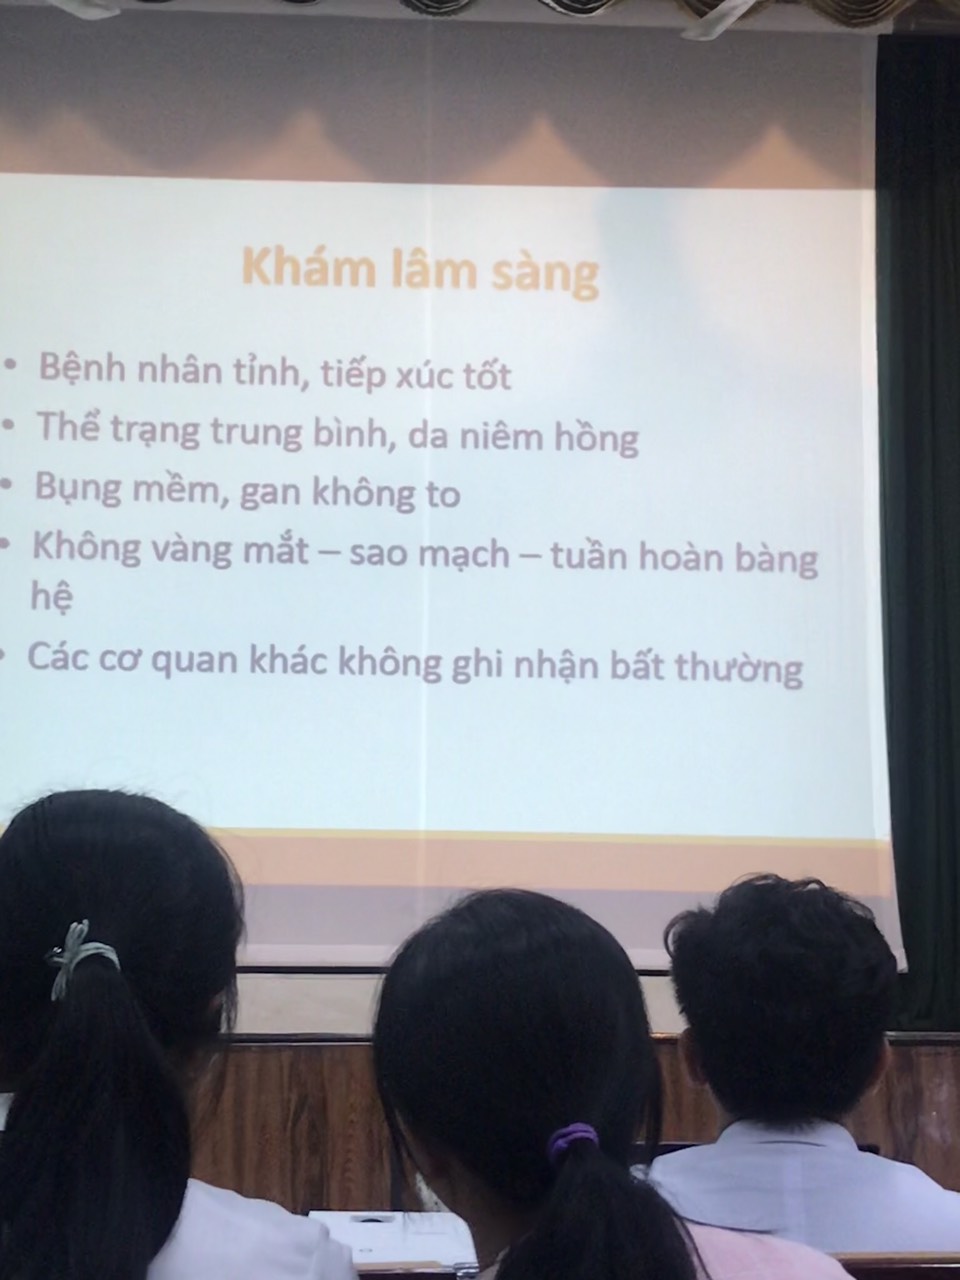 Khám lâm sàng
• Bệnh nhân tỉnh, tiếp xúc tốt
• Thể trạng trung bình, da niêm hồng
• Bụng mềm, gan không to
• Không vàng mắt – sao mạch – tuần hoàn bàng
hệ
• Các cơ quan khác không ghi nhận bất thường